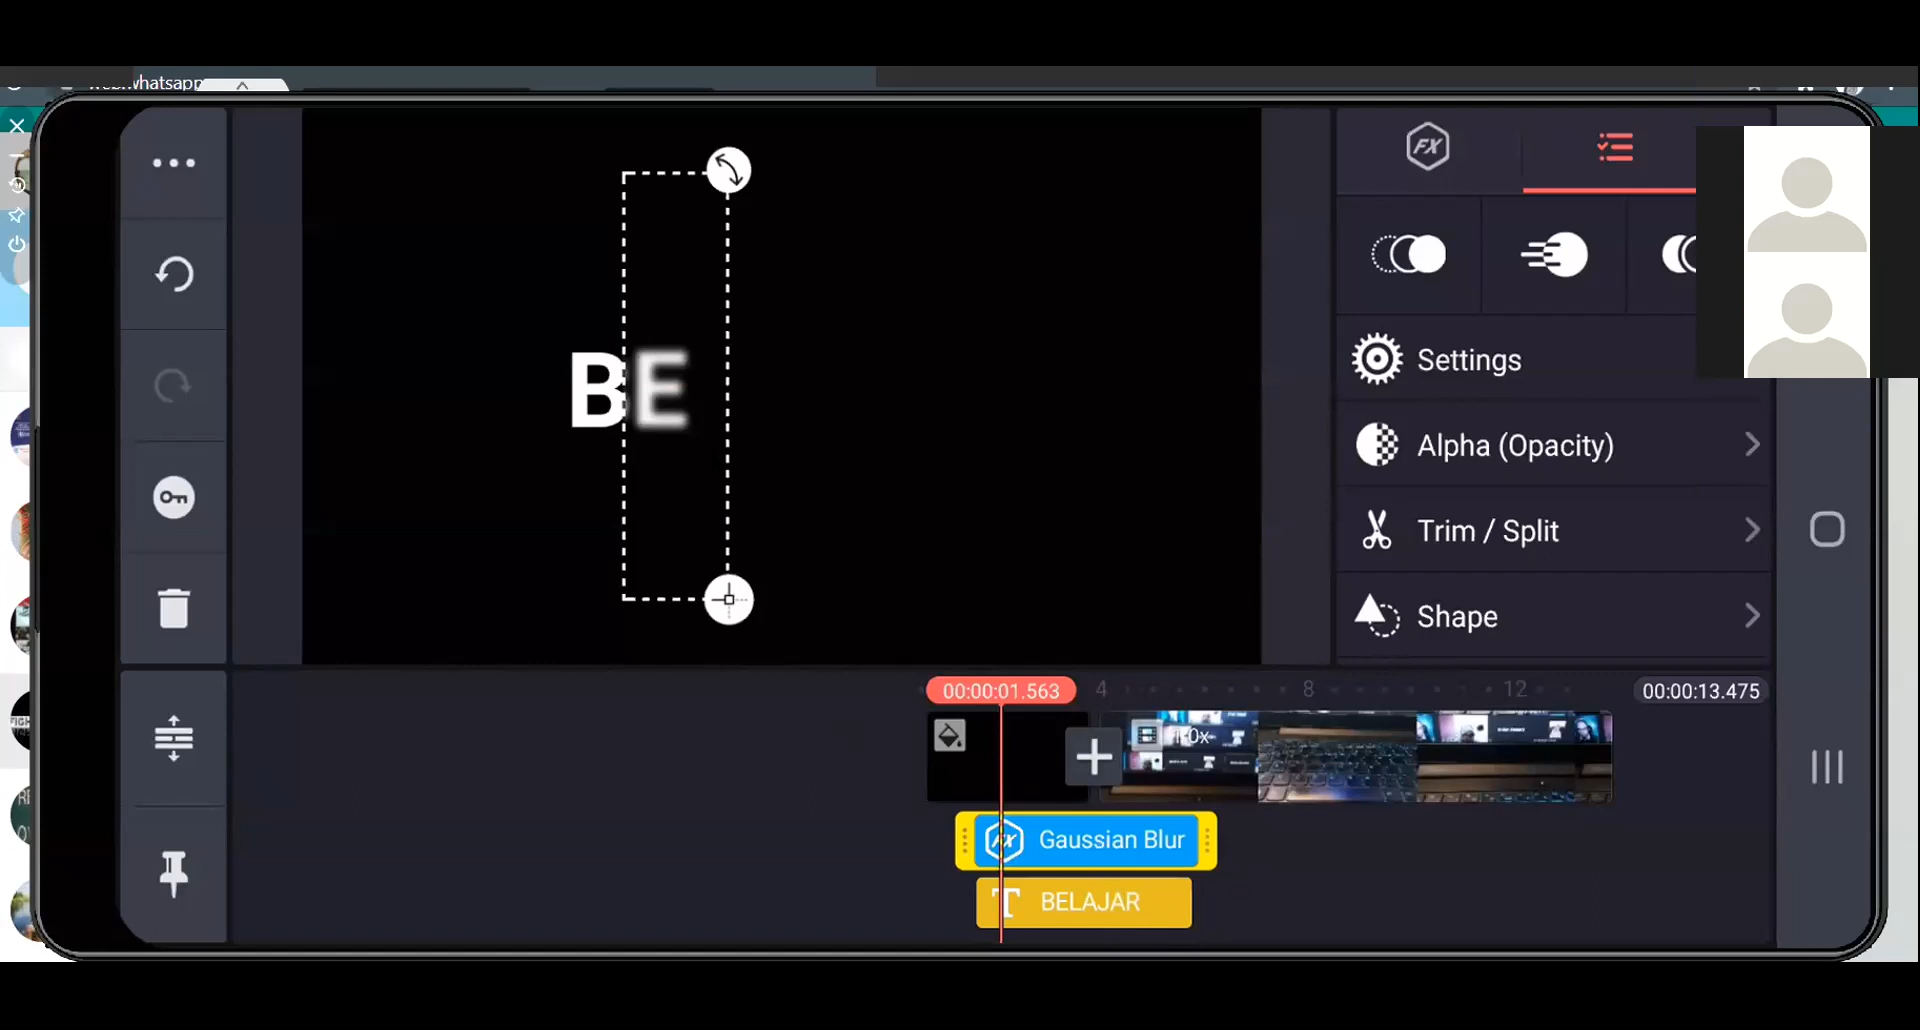 whatsapp
FX
BE
Settings
Alpha (Opacity)
Trim / Split
Shape
00:00:01.563
4
8
12
00:00:13.475
FX
Gaussian Blur
T
BELAJAR